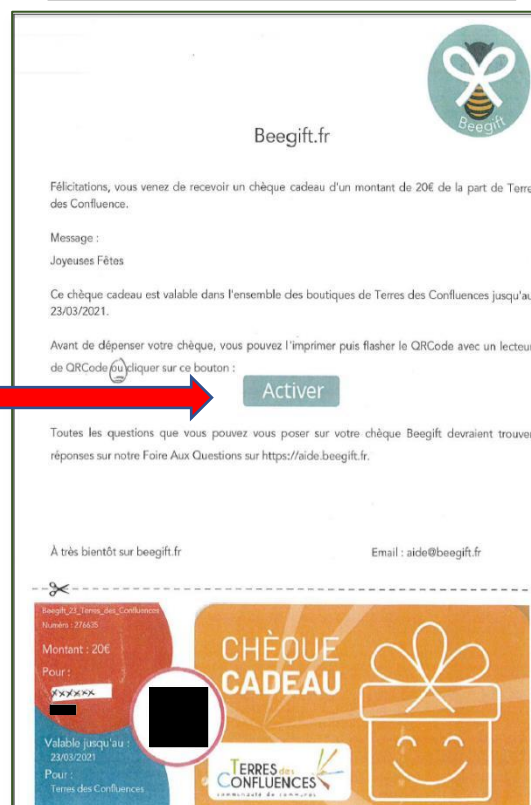 Beegift
Beegift.fr
Félicitations, vous venez de recevoir un chèque cadeau d'un montant de 20€ de la part de Terre
des Confluence.
Message :
Joyeuses Fêtes
Ce chèque cadeau est valable dans l'ensemble des boutiques de Terres des Confluences jusqu'au
23/03/2021.
Avant de dépenser votre chèque, vous pouvez l'imprimer puis flasher le QRCode avec un lecteur
de QRCode ou cliquer sur ce bouton :
Activer
Toutes les questions que vous pouvez vous poser sur votre chèque Beegift devraient trouver
réponses sur notre Foire Aux Questions sur https://aide.beegift.fr.
À très bientôt sur beegift.fr
Email : aide@beegift.fr
Beegift_23_Terres_des_Confluences
Numéro : 276635
Montant : 20€
Pour :
xxxxxx
Valable jusqu'au :
23/03/2021
Pour :
Terres des Confluences
CHÈQUE
CADEAU
TERRES des
CONFLUENCES
communauté de communes